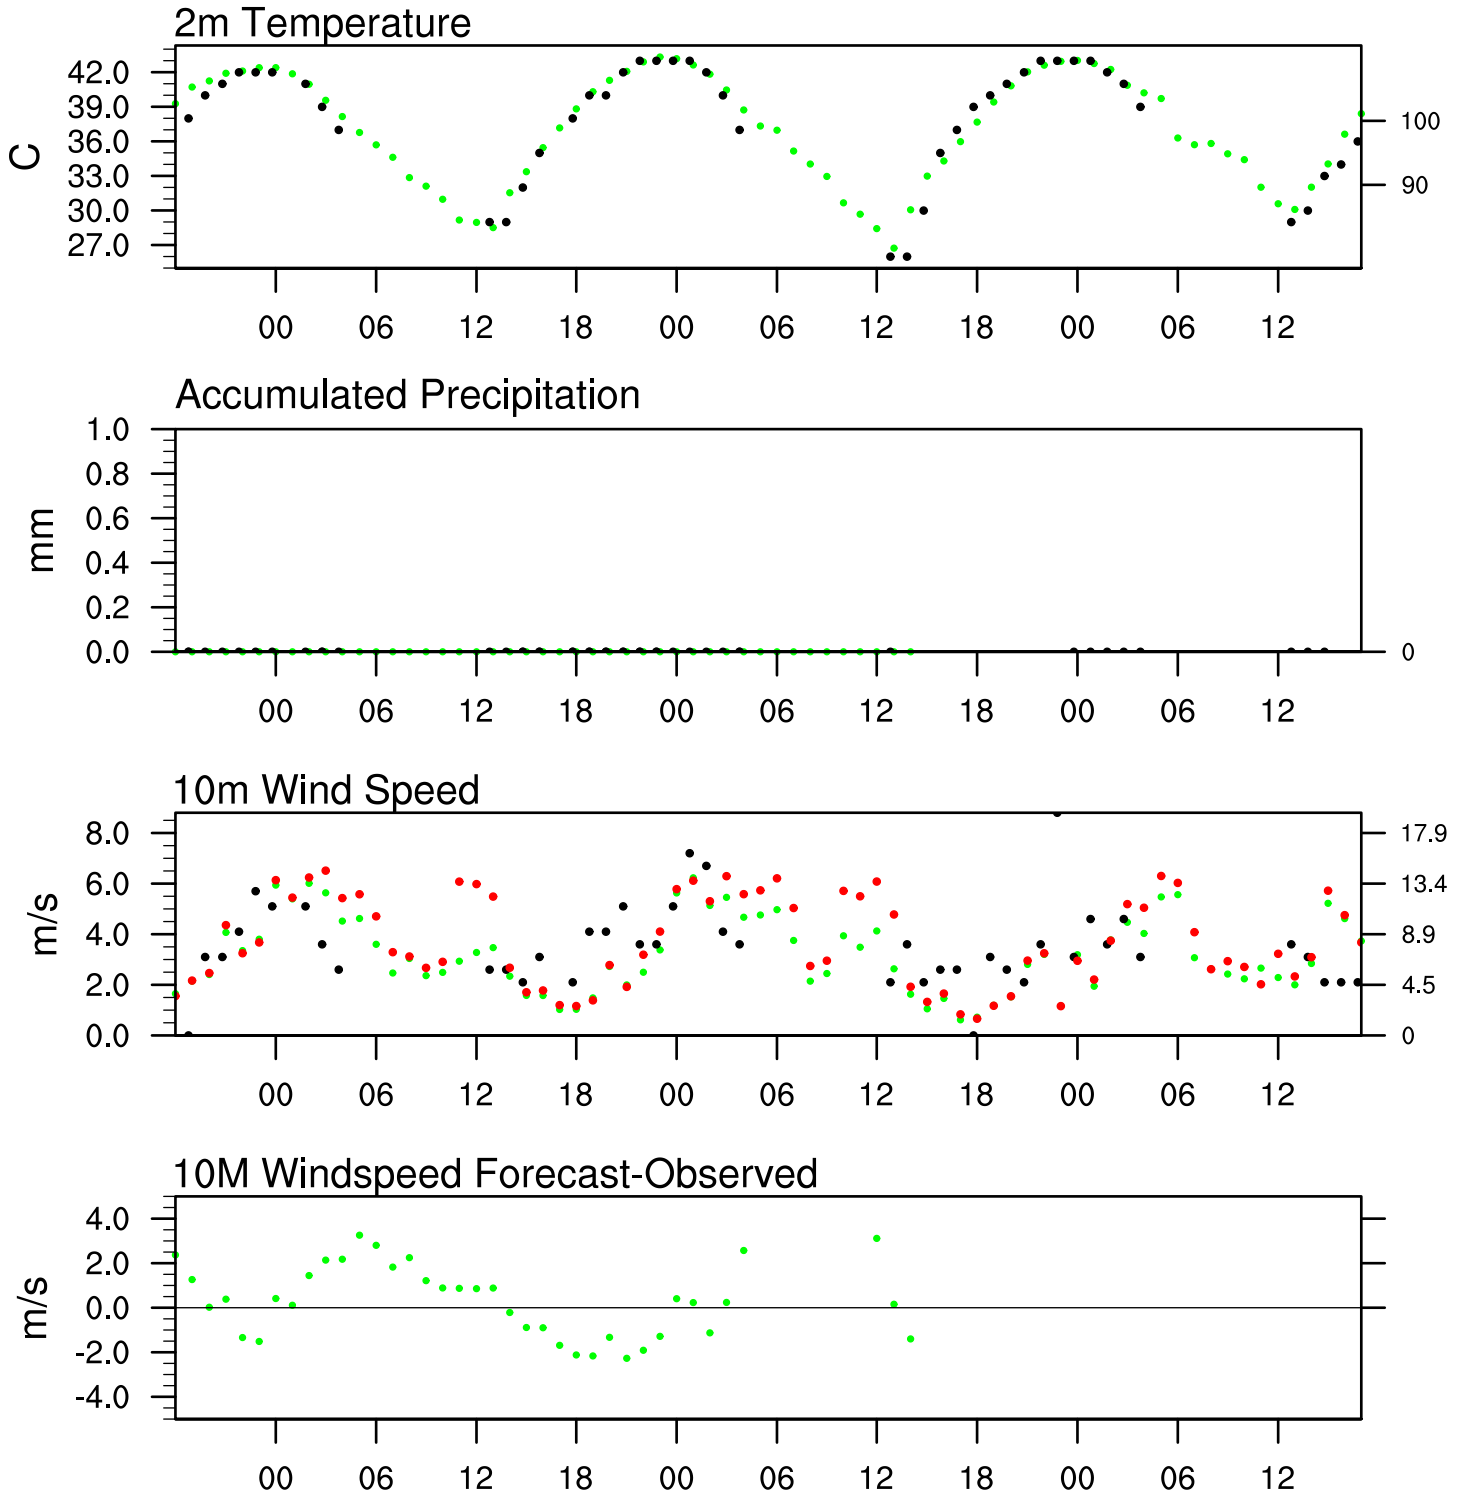 2m Temperature
42.0
39.0
36.0
33.0
30.0
27.0
C
100
90
00 06 12 18 00 06 12 18 00 06 12
Accumulated Precipitation
1.0
0.8
0.6
0.4
0.2
0.0
mm
0
00 06 12 18 00 06 12 18 00 06 12
10m Wind Speed
8.0
6.0
4.0
2.0
0.0
m/s
17.9
13.4
8.9
4.5
0
00 06 12 18 00 06 12 18 00 06 12
10M Windspeed Forecast-Observed
4.0
2.0
0.0
-2.0
-4.0
m/s
00 06 12 18 00 06 12 18 00 06 12